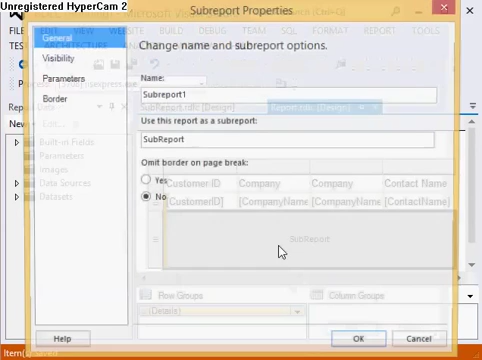 Unregistered HyperCam 2
Subreport Properties
General
Visibility
Parameters
Border
Change name and subreport options.
Name:
Subreport1
SubReport.rdlc [Design]
Report.rdlc [Design]
Use this report as a subreport:
SubReport
Omit border on page break:
Yes
No
Customer ID
Company
Company
Contact Name
[CustomerID]
[CompanyName
[CompanyName
[ContactName]
SubReport
Row Groups
Column Groups
(Details)
Built-in Fields
Parameters
Images
Data Sources
Datasets
Help
OK
Cancel